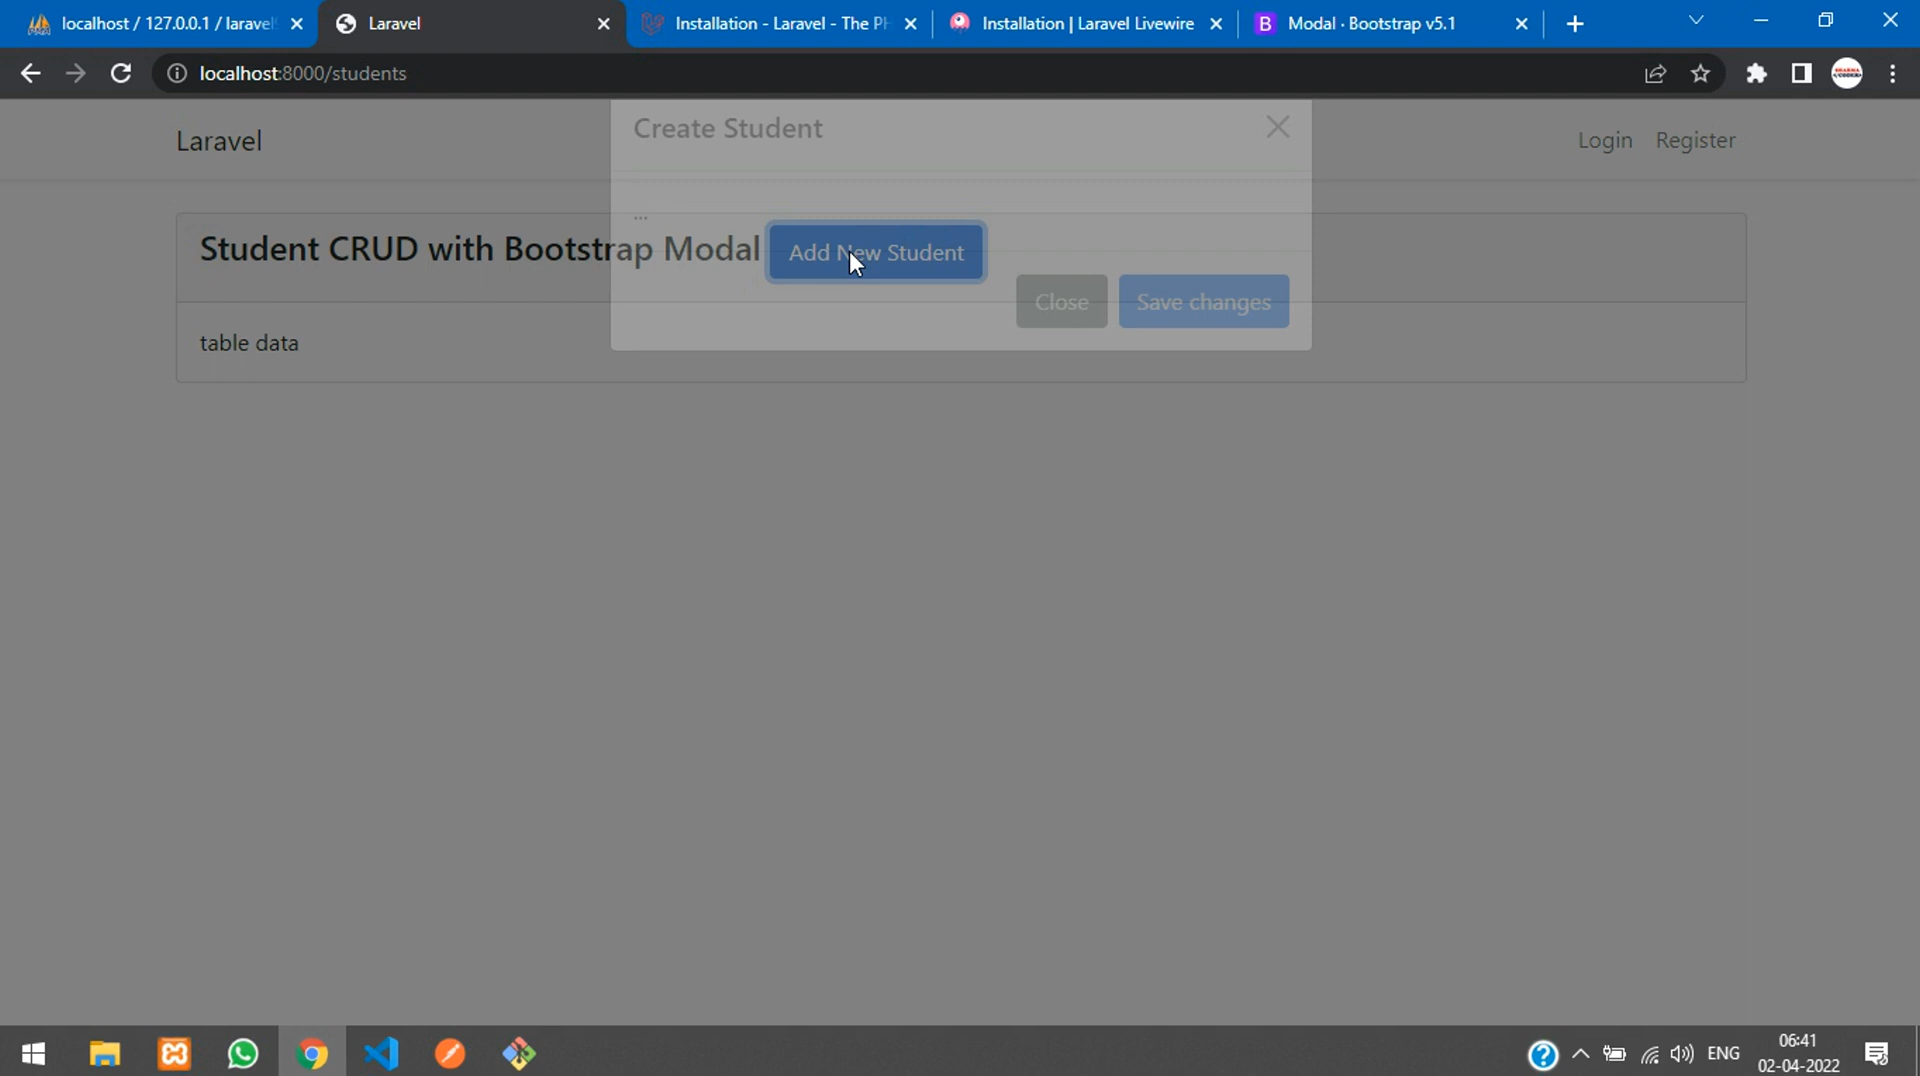 localhost / 127.0.0.1 / laravel
Laravel
Installation - Laravel - The PH
Installation | Laravel Livewire
B
Modal · Bootstrap v5.1
localhost:8000/students
Laravel
Create Student
Login
Register
...
Student CRUD with Bootstrap Modal
Add New Student
Close
Save changes
table data
ENG
06:41
02-04-2022